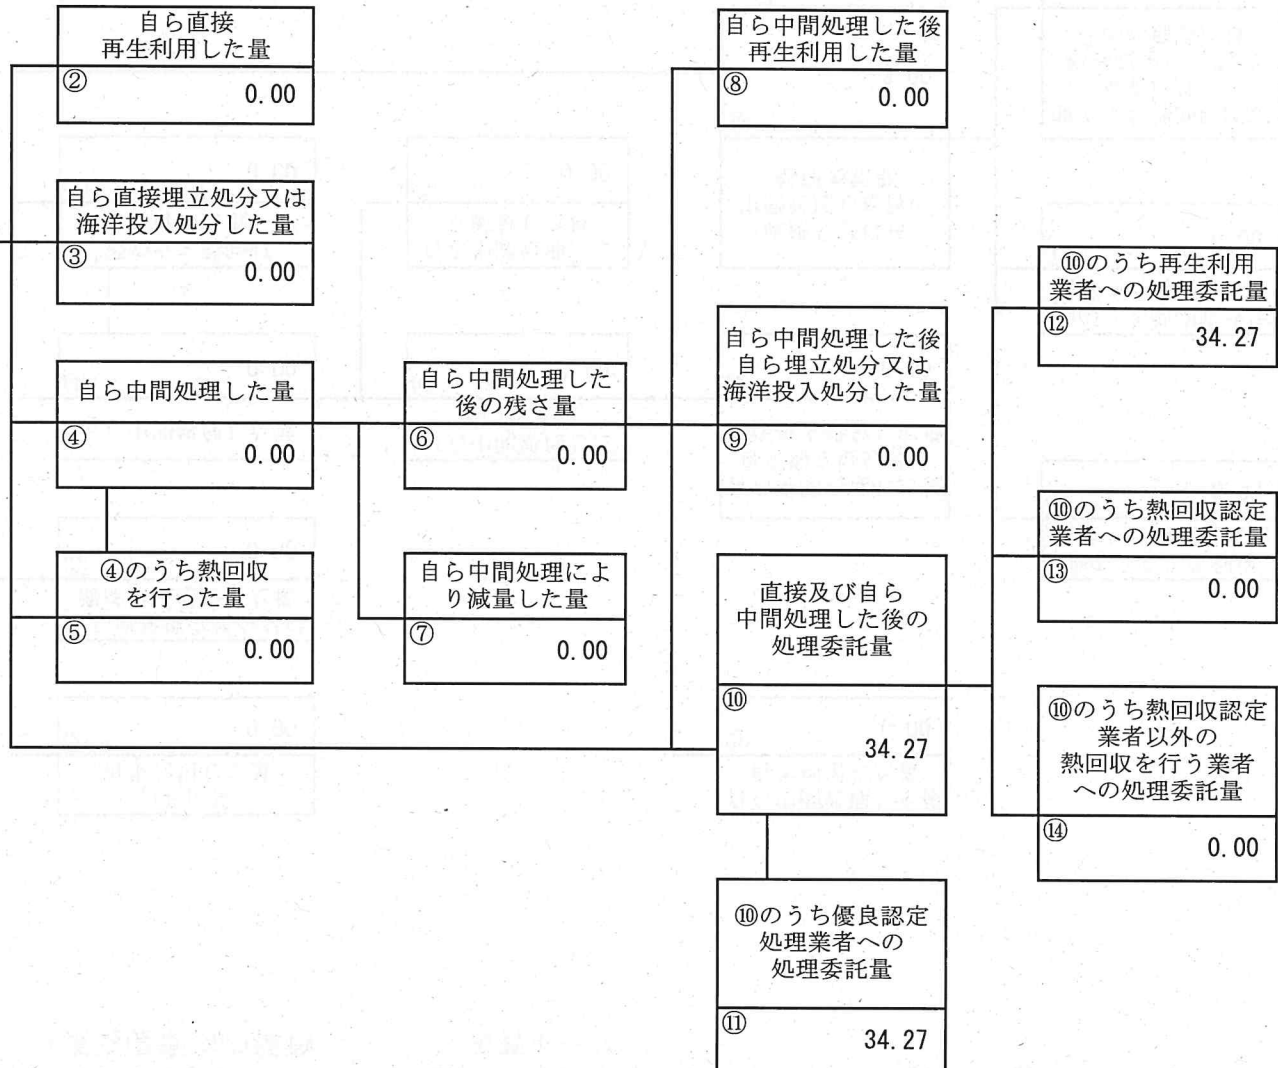 自ら直接
再生利用した量
②
0.00
自ら直接埋立処分又は
海洋投入処分した量
③
0.00
自ら中間処理した量
④
0.00
④のうち熱回収
を行った量
⑤
0.00
自ら中間処理した
後の残さ量
⑥
0.00
自ら中間処理によ
り減量した量
⑦
0.00
自ら中間処理した後
再生利用した量
⑧
0.00
自ら中間処理した後
自ら埋立処分又は
海洋投入処分した量
⑨
0.00
直接及び自ら
中間処理した後の
処理委託量
⑩
34.27
⑩のうち優良認定
処理業者への
処理委託量
⑪
34.27
⑩のうち再生利用
業者への処理委託量
⑫
34.27
⑩のうち熱回収認定
業者への処理委託量
⑬
0.00
⑩のうち熱回収認定
業者以外の
熱回収を行う業者
への処理委託量
⑭
0.00